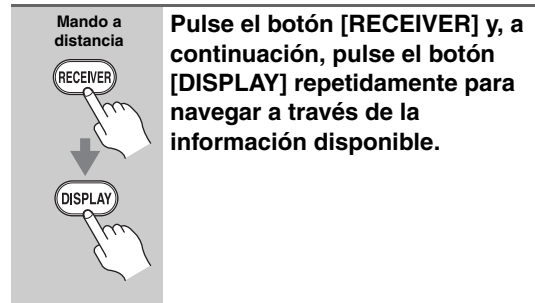 Mando a
distancia
RECEIVER
DISPLAY
Pulse el botón [RECEIVER] y, a
continuación, pulse el botón
[DISPLAY] repetidamente para
navegar a través de la
información disponible.